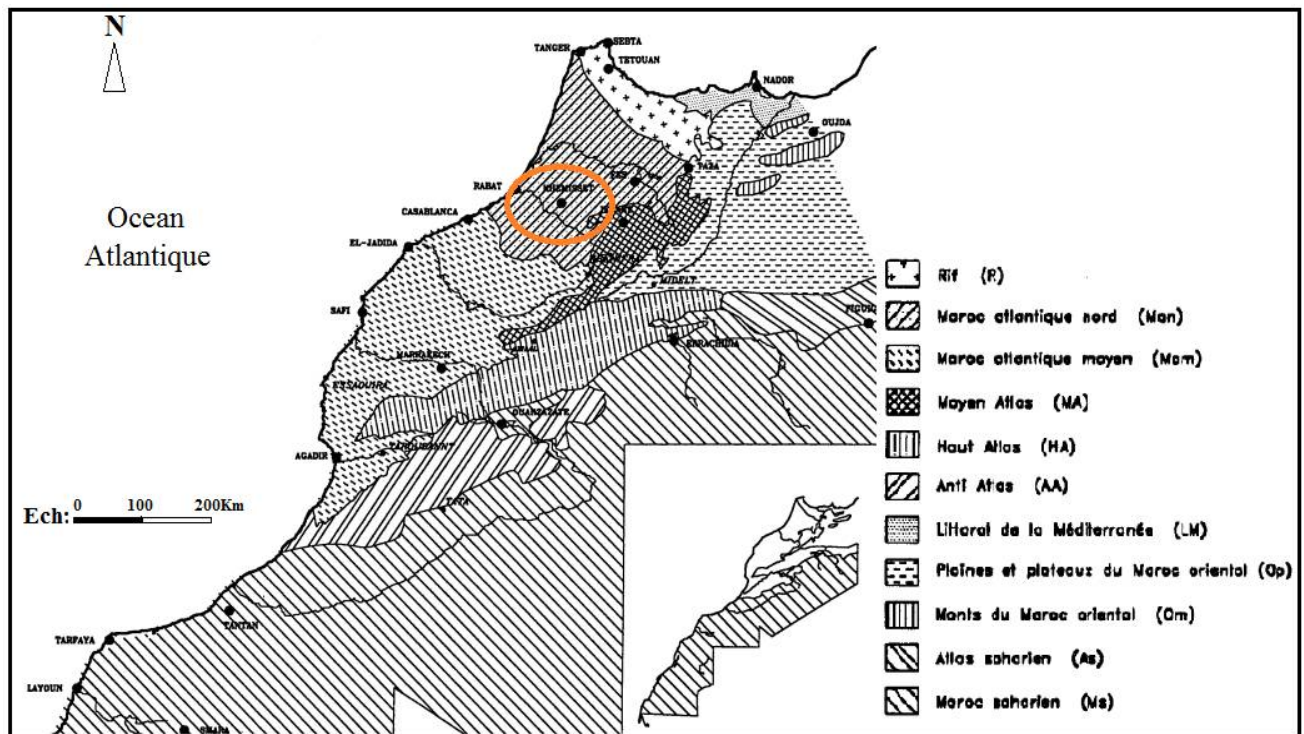 N
SEBTA
TANGER
TETOUAN
NADOR
OUJDA
TAZA
FES
RABAT
KHEMISSET
CASABLANCA
Ocean
Atlantique
EL-JADIDA
MIDELT
SAFI
FIGUIG
ERRACHIDIA
MARRAKECH
ESSAOUIRA
OUARZAZATE
TAROUDANNT
AGADIR
Ech: 0 100 200Km
TATA
TANTAN
TARFAYA
LAYOUN
SMARA
Rif (R)
Maroc atlantique nord (Man)
Maroc atlantique moyen (Mam)
Moyen Atlas (MA)
Haut Atlas (HA)
Anti Atlas (AA)
Littoral de la Méditerranée (LM)
Plaines et plateaux du Maroc oriental (Op)
Monts du Maroc oriental (Om)
Atlas saharien (As)
Maroc saharien (Ms)